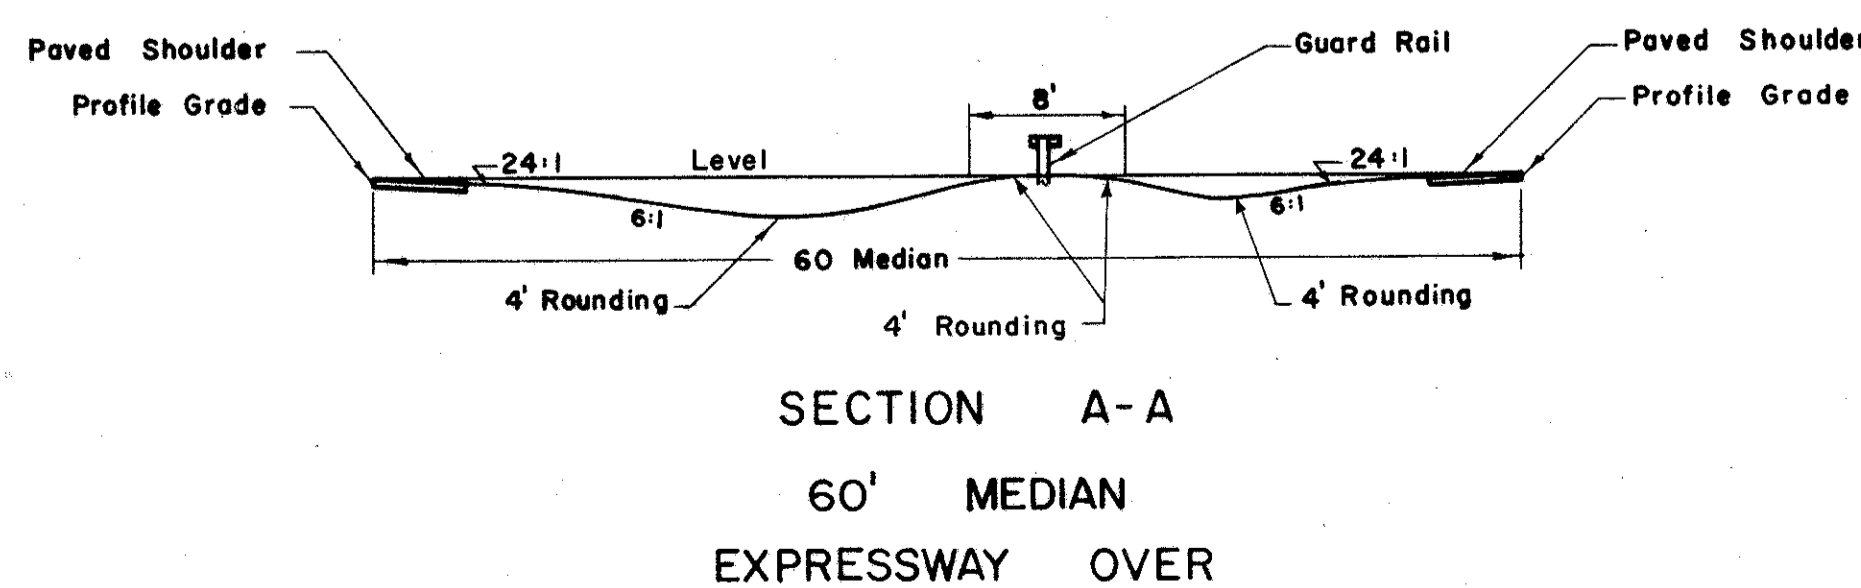 Paved Shoulder
Guard Rail
Paved Shoulder
Profile Grade
8'
Profile Grade
24:1
Level
24:1
6:1
6:1
60 Median
4' Rounding
4' Rounding
4' Rounding
SECTION A-A
60' MEDIAN
EXPRESSWAY OVER